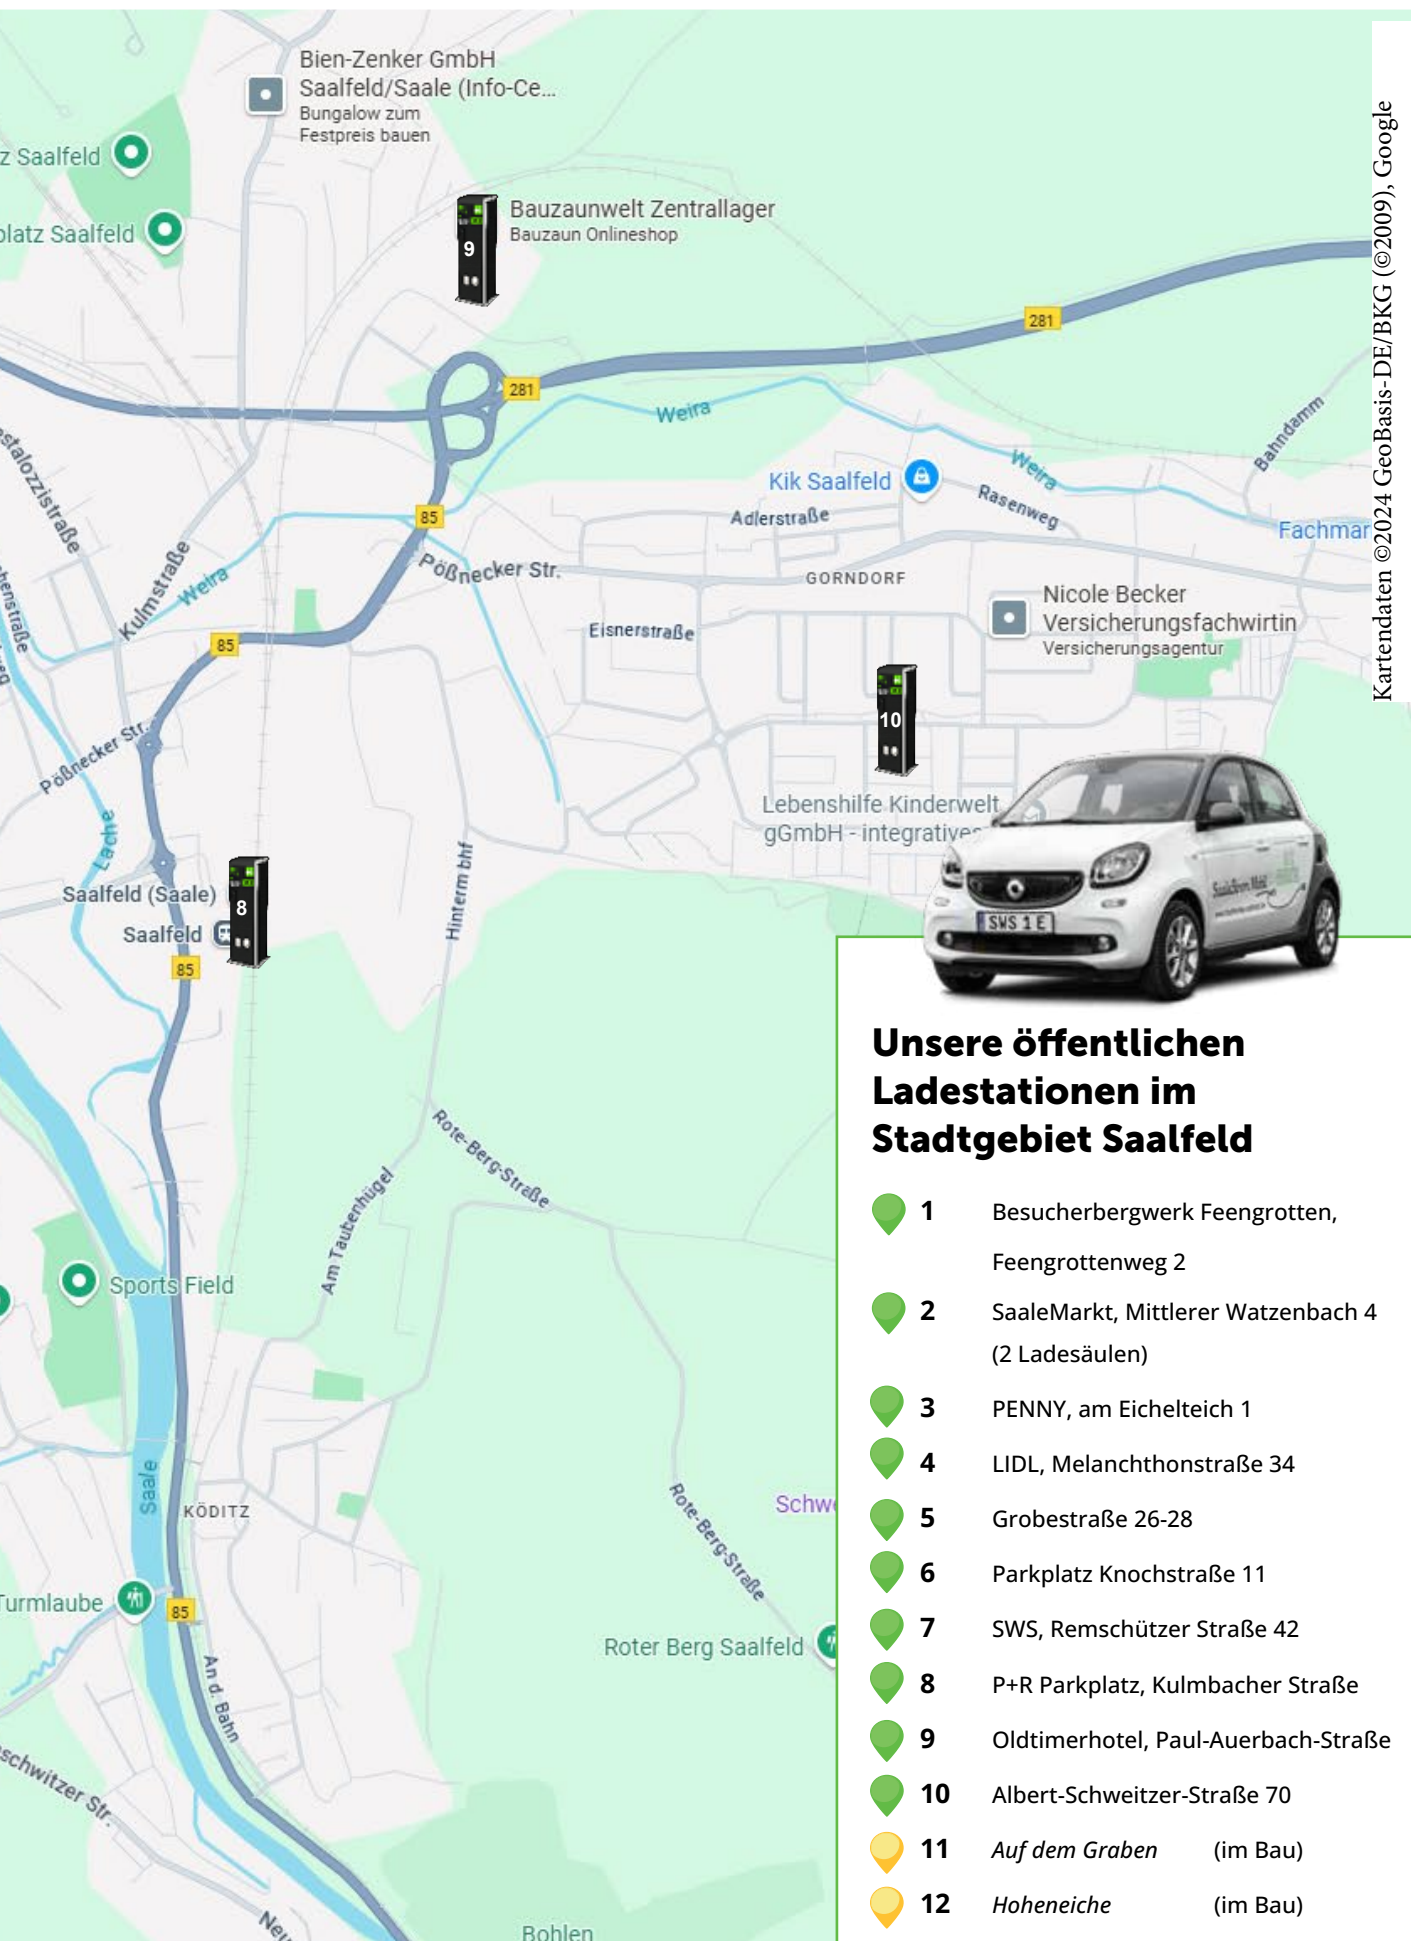 Bien-Zenker GmbH
Saalfeld/Saale (Info-Ce...
Bungalow zum
Festpreis bauen
z Saalfeld
platz Saalfeld
9
Bauzaunwelt Zentrallager
Bauzaun Onlineshop
Kartendaten ©2024 GeoBasis-DE/BKG (©2009), Google
281
281
Weira
Weira
Bahndamm
estalozzistraße
Kik Saalfeld
Rasenweg
Adlerstraße
Fachmar
85
Pößnecker Str.
GORNDORF
Kulmstraße
Weira
Nicole Becker
Versicherungsfachwirtin
Versicherungsagentur
Eisnerstraße
85
10
Pößnecker Str.
Lache
Lebenshilfe Kinderwelt
gGmbH - integratives
Saalfeld (Saale)
8
Saalfeld
Hinterm bhf
85
SWS 1 E
Unsere öffentlichen
Ladestationen im
Stadtgebiet Saalfeld
Rote-Berg-Straße
Am Taubenhügel
Sports Field
Saale
KÖDITZ
Rote-Berg-Straße
Schwe
Turmlaube
85
Roter Berg Saalfeld
An d. Bahn
schwitzer Str.
Neu
Bohlen
1 Besucherbergwerk Feengrotten,
Feengrottenweg 2
2 SaaleMarkt, Mittlerer Watzenbach 4
(2 Ladesäulen)
3 PENNY, am Eichelteich 1
4 LIDL, Melanchthonstraße 34
5 Grobestraße 26-28
6 Parkplatz Knochstraße 11
7 SWS, Remschützer Straße 42
8 P+R Parkplatz, Kulmbacher Straße
9 Oldtimerhotel, Paul-Auerbach-Straße
10 Albert-Schweitzer-Straße 70
11 Auf dem Graben (im Bau)
12 Hoheneiche (im Bau)